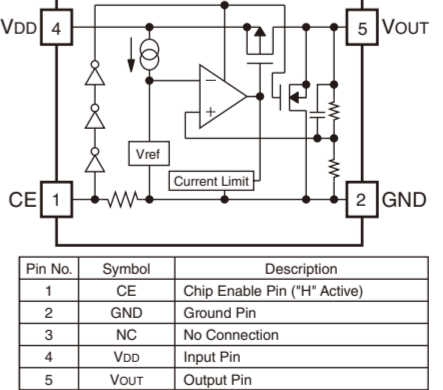 VDD 4 5 VOUT
− +
Vref
Current Limit
CE 1 2 GND
Pin No. Symbol Description
1 CE Chip Enable Pin ("H" Active)
2 GND Ground Pin
3 NC No Connection
4 VDD Input Pin
5 VOUT Output Pin